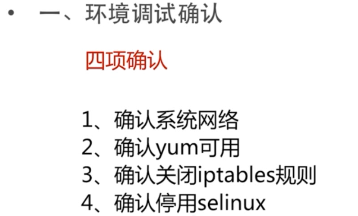 • 一、环境调试确认
四项确认
1、确认系统网络
2、确认yum可用
3、确认关闭iptables规则
4、确认停用selinux